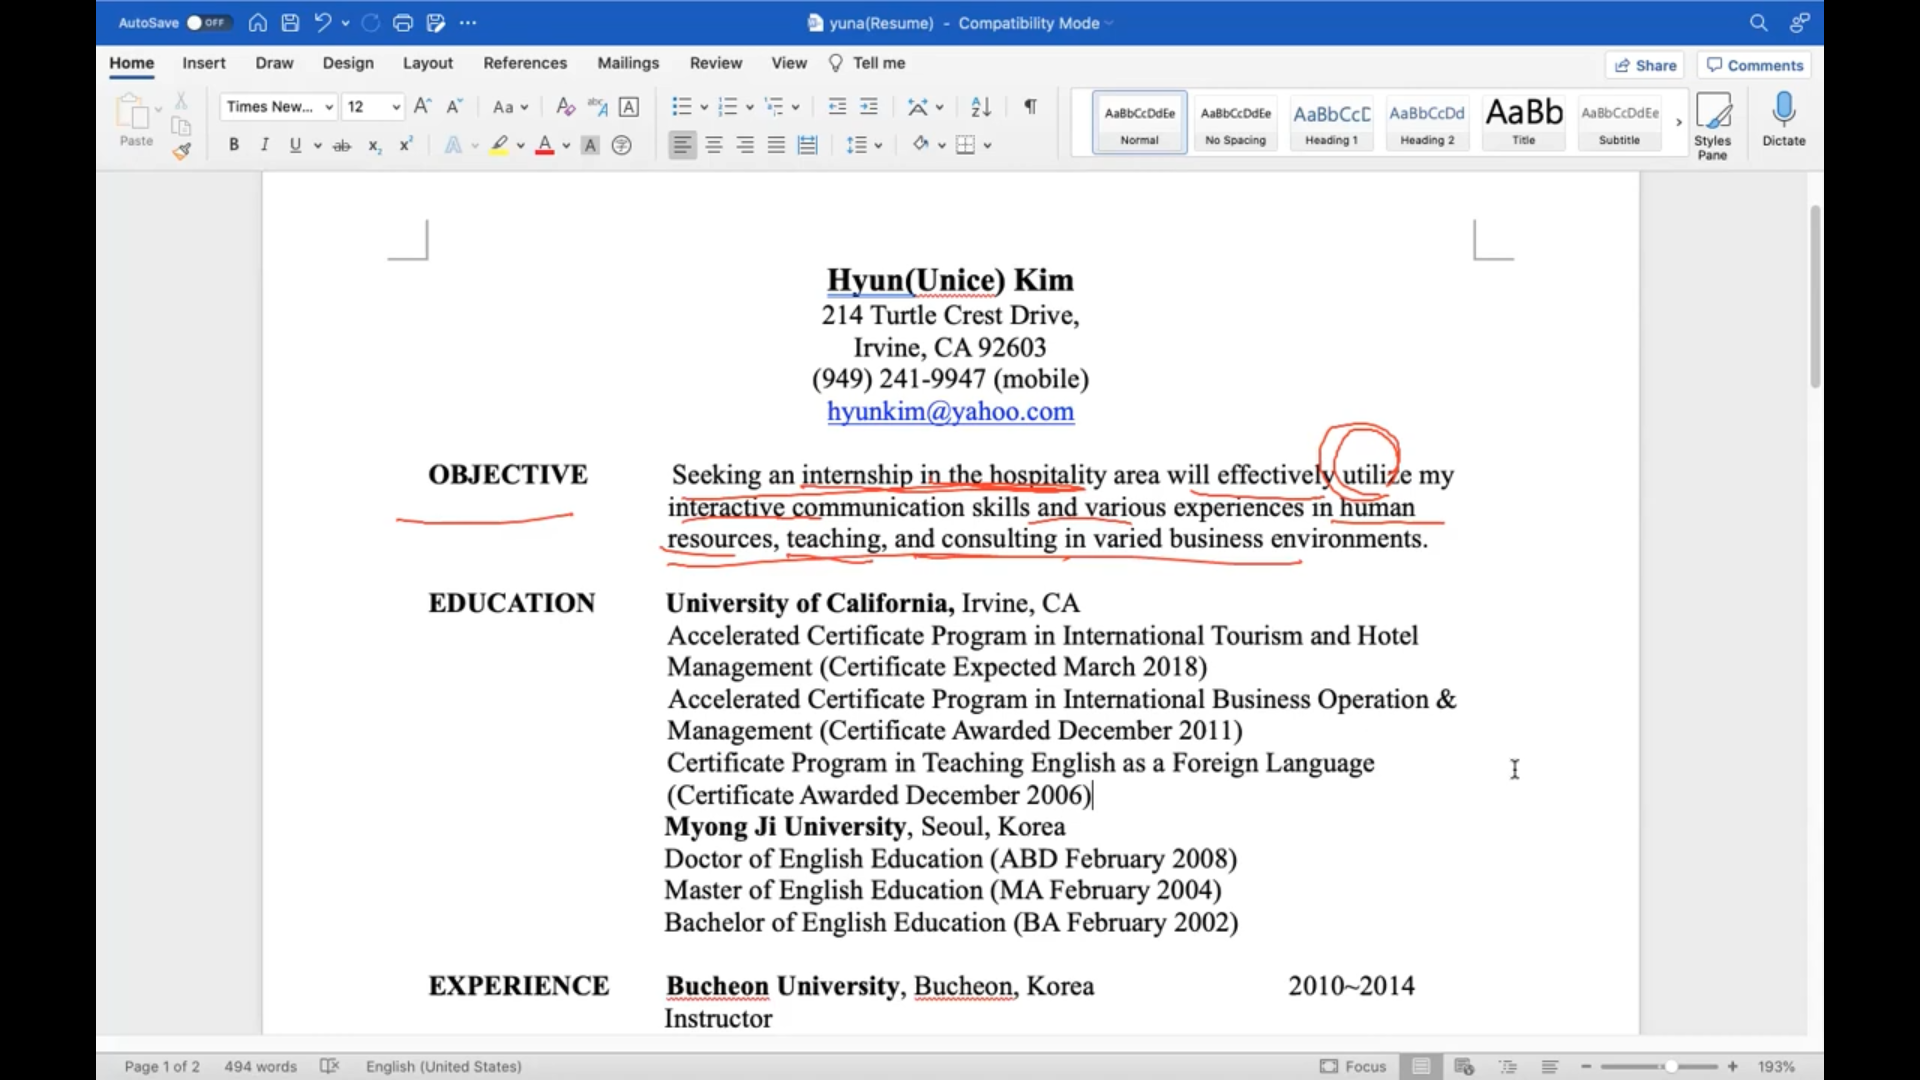 AutoSave OFF
yuna(Resume) - Compatibility Mode
Home Insert Draw Design Layout References Mailings Review View Tell me
Share Comments
Paste
Times New... 12
Aa
AaBbCcDdEe AaBbCcDdEe AaBbCcD AaBbCcDd AaBb AaBbCcDdEe
Normal No Spacing Heading 1 Heading 2 Title Subtitle
Styles Pane
Dictate
Hyun(Unice) Kim
214 Turtle Crest Drive,
Irvine, CA 92603
(949) 241-9947 (mobile)
hyunkim@yahoo.com
OBJECTIVE Seeking an internship in the hospitality area will effectively utilize my
interactive communication skills and various experiences in human
resources, teaching, and consulting in varied business environments.
EDUCATION University of California, Irvine, CA
Accelerated Certificate Program in International Tourism and Hotel
Management (Certificate Expected March 2018)
Accelerated Certificate Program in International Business Operation &
Management (Certificate Awarded December 2011)
Certificate Program in Teaching English as a Foreign Language
(Certificate Awarded December 2006)
Myong Ji University, Seoul, Korea
Doctor of English Education (ABD February 2008)
Master of English Education (MA February 2004)
Bachelor of English Education (BA February 2002)
EXPERIENCE Bucheon University, Bucheon, Korea 2010~2014
Instructor
Page 1 of 2 494 words English (United States) Focus 193%